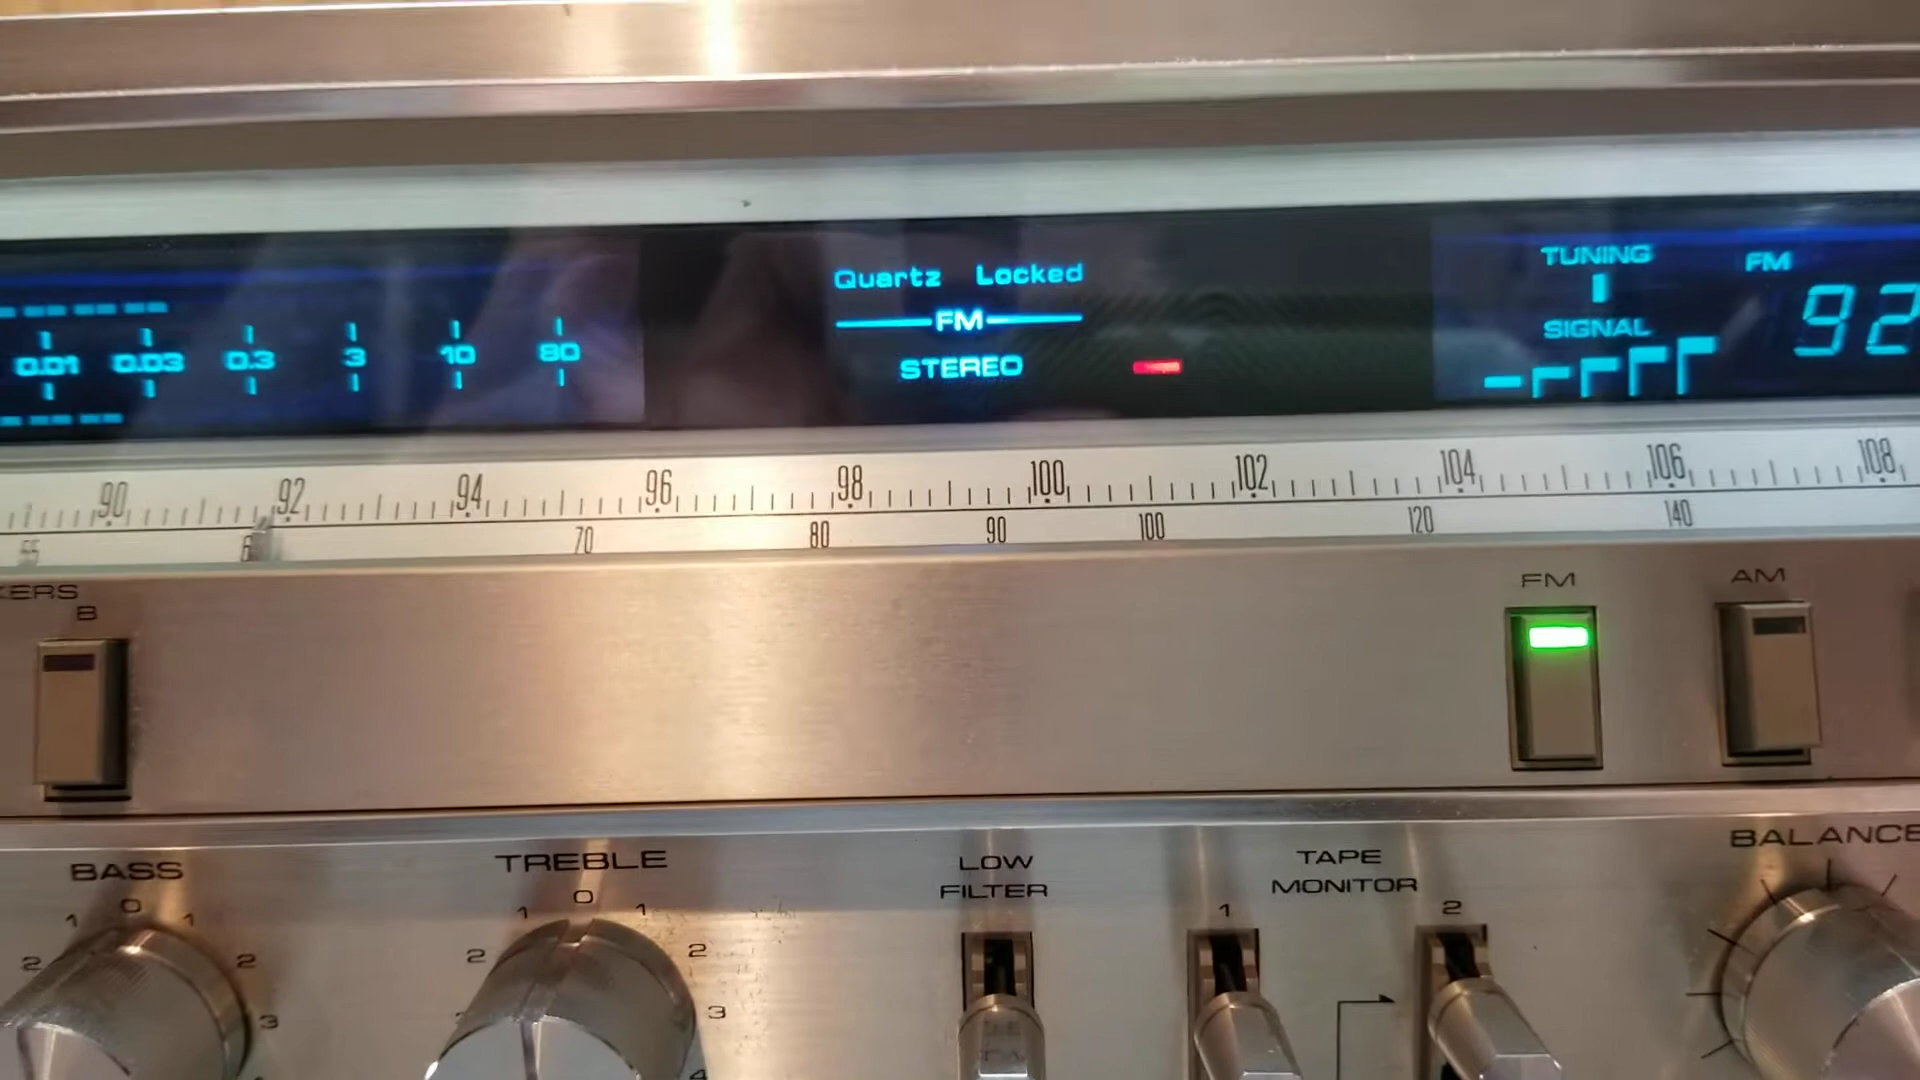 Quartz Locked
FM
STEREO
TUNING
SIGNAL
FM
92
0.01 0.03 0.3 3 10 80
90 92 94 96 98 100 102 104 106 108
55 70 80 90 100 120 140
B
FM
AM
BASS
2 1 0 1 2 3
TREBLE
2 1 0 1 2 3 4
LOW
FILTER
TAPE
MONITOR
1 2
BALANCE